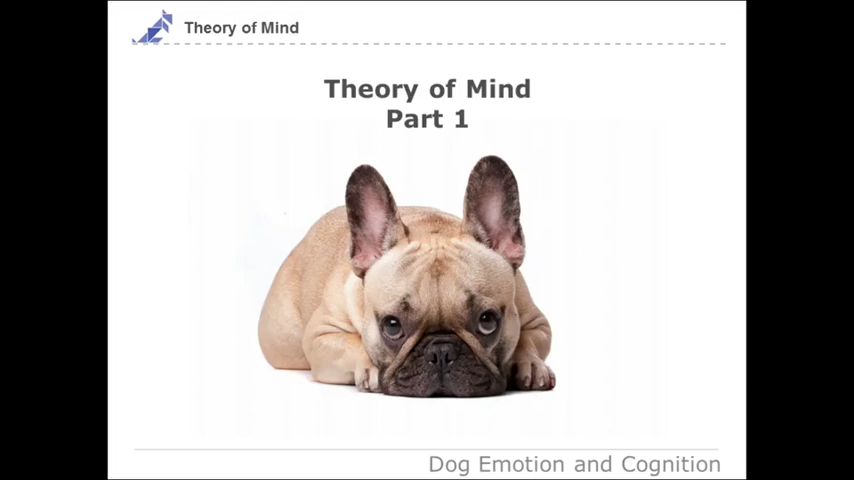 Theory of Mind
Theory of Mind
Part 1
Dog Emotion and Cognition